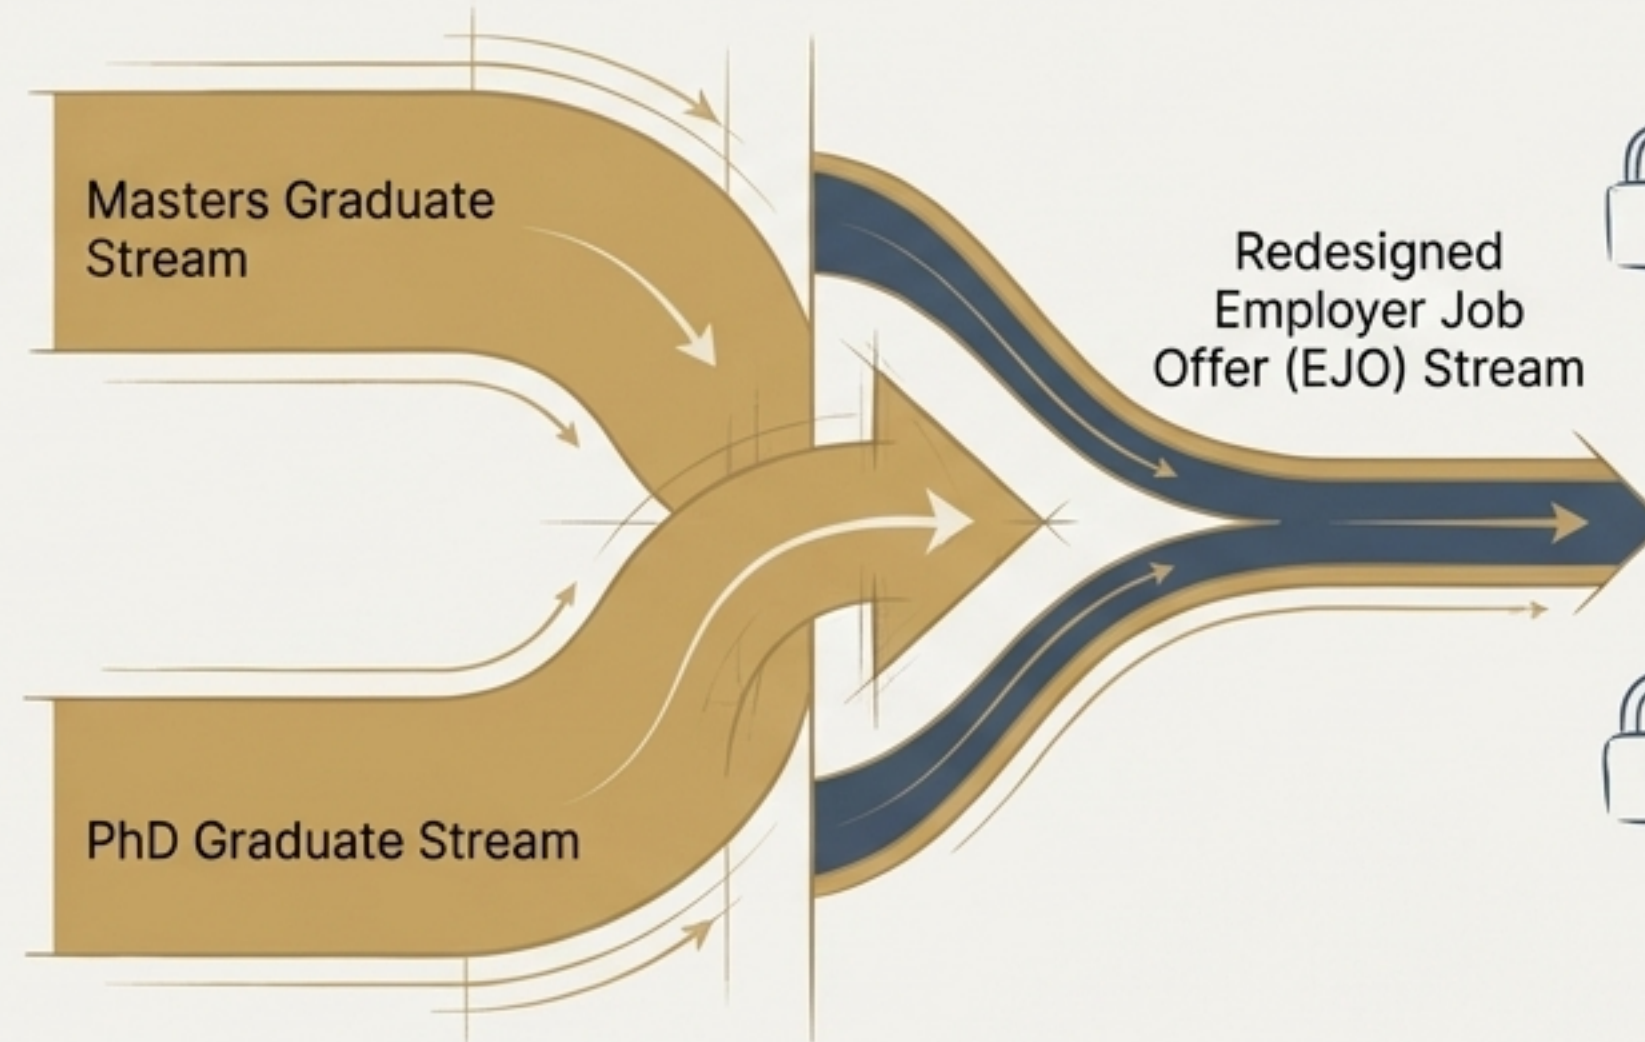 Masters Graduate
Stream
Redesigned
Employer Job
Offer (EJO) Stream
PhD Graduate Stream